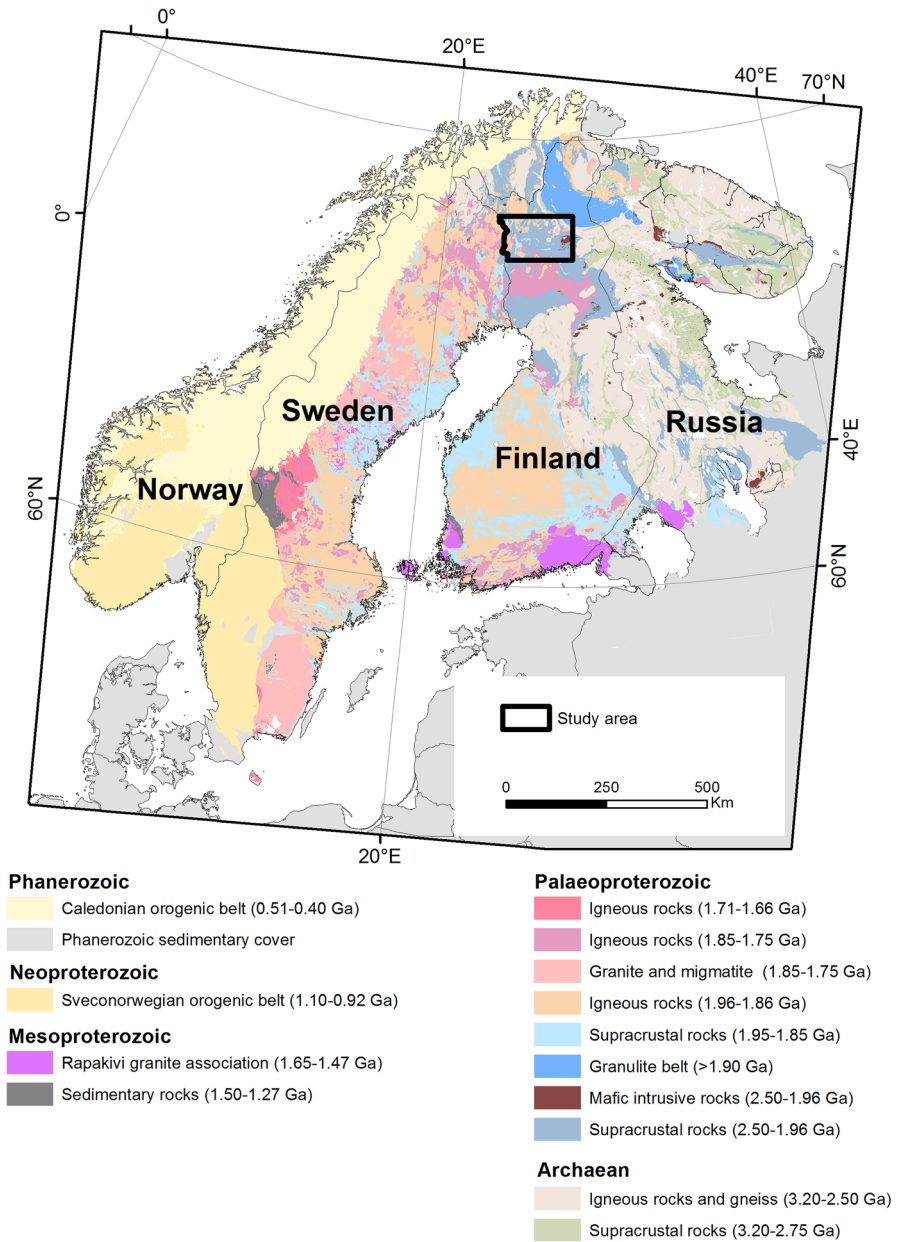 0°
20°E
40°E
70°N
0°
Sweden
Russia
Finland
Norway
40°E
60°N
60°N
Study area
0
250
500
Km
20°E
Phanerozoic
Caledonian orogenic belt (0.51-0.40 Ga)
Phanerozoic sedimentary cover
Neoproterozoic
Sveconorwegian orogenic belt (1.10-0.92 Ga)
Mesoproterozoic
Rapakivi granite association (1.65-1.47 Ga)
Sedimentary rocks (1.50-1.27 Ga)
Palaeoproterozoic
Igneous rocks (1.71-1.66 Ga)
Igneous rocks (1.85-1.75 Ga)
Granite and migmatite (1.85-1.75 Ga)
Igneous rocks (1.96-1.86 Ga)
Supracrustal rocks (1.95-1.85 Ga)
Granulite belt (>1.90 Ga)
Mafic intrusive rocks (2.50-1.96 Ga)
Supracrustal rocks (2.50-1.96 Ga)
Archaean
Igneous rocks and gneiss (3.20-2.50 Ga)
Supracrustal rocks (3.20-2.75 Ga)